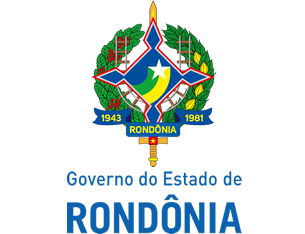 1943 1981
RONDÔNIA
Governo do Estado de
RONDÔNIA